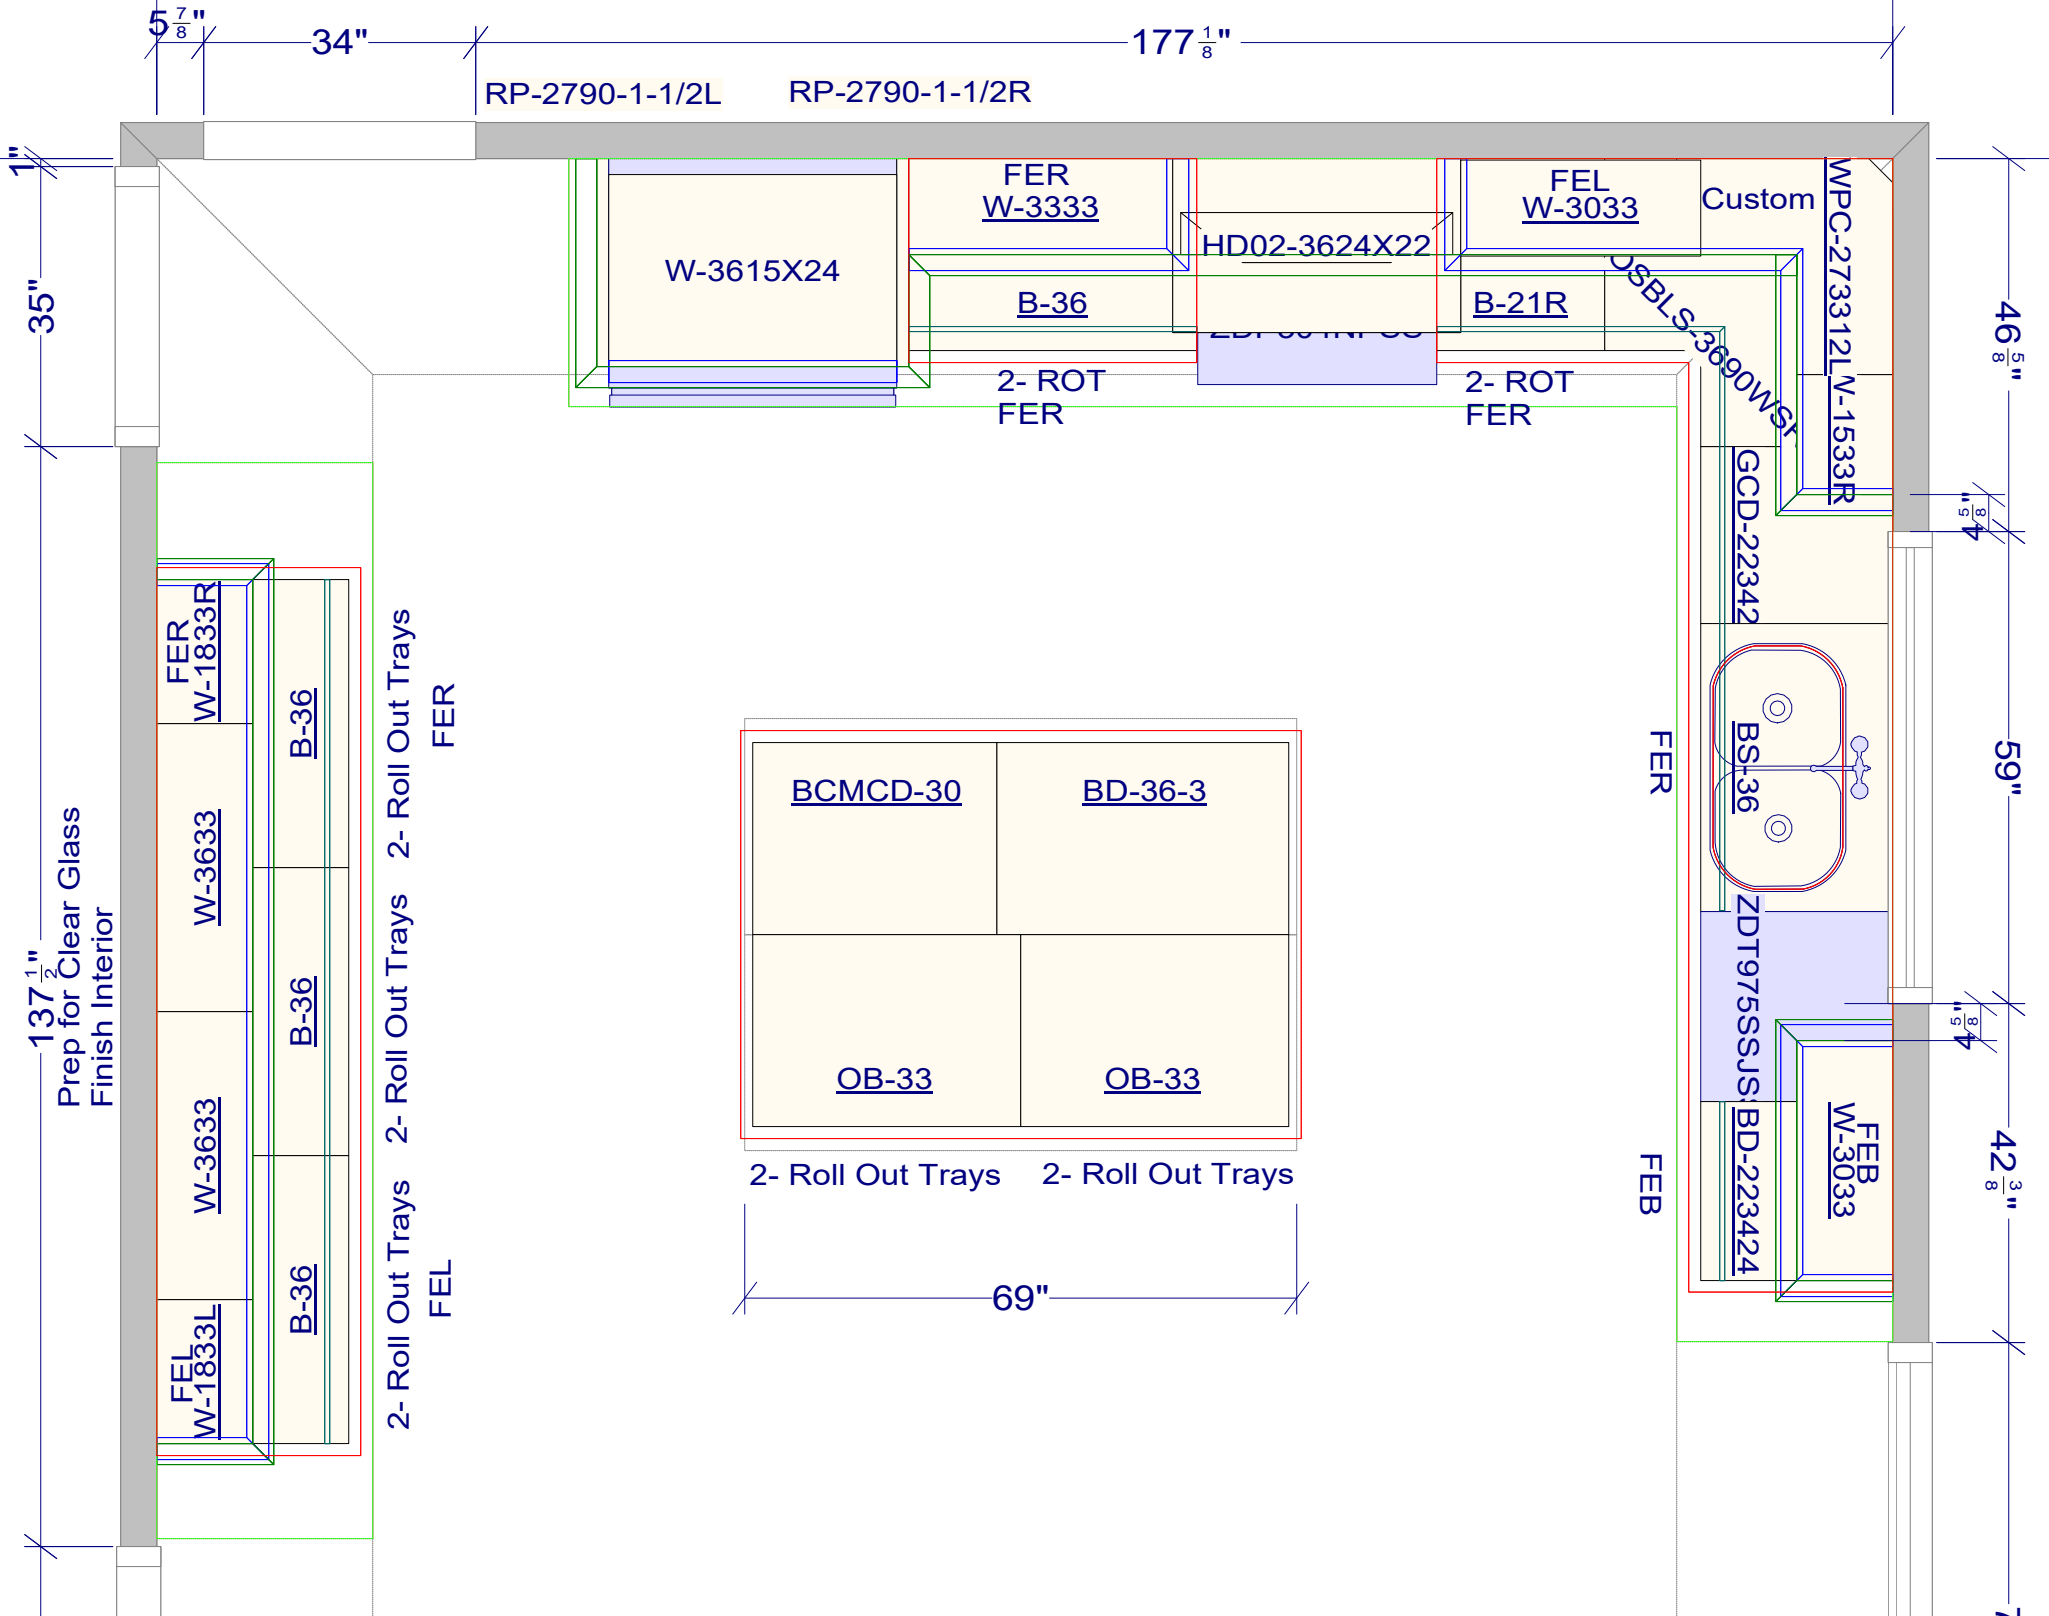 5 7/8"
34"
177 1/8"
RP-2790-1-1/2L
RP-2790-1-1/2R
1"
35"
137 1/2"
W-3615X24
FER
W-3333
HD02-3624X22
FEL
W-3033
Custom
WPC-273312L
W-1533R
B-36
B-21R
2- ROT
FER
2- ROT
FER
46 5/8"
4 5/8"
59"
4 5/8"
42 3/8"
GCD-22342
BS-36
FER
ZDT975SSJS
BD-223424
FEB
W-3033
FEB
FER
W-1833R
W-3633
W-3633
FEL
W-1833L
B-36
B-36
B-36
2- Roll Out Trays
FER
2- Roll Out Trays
2- Roll Out Trays
FEL
Prep for Clear Glass
Finish Interior
BCMCD-30
BD-36-3
OB-33
OB-33
2- Roll Out Trays
2- Roll Out Trays
69"